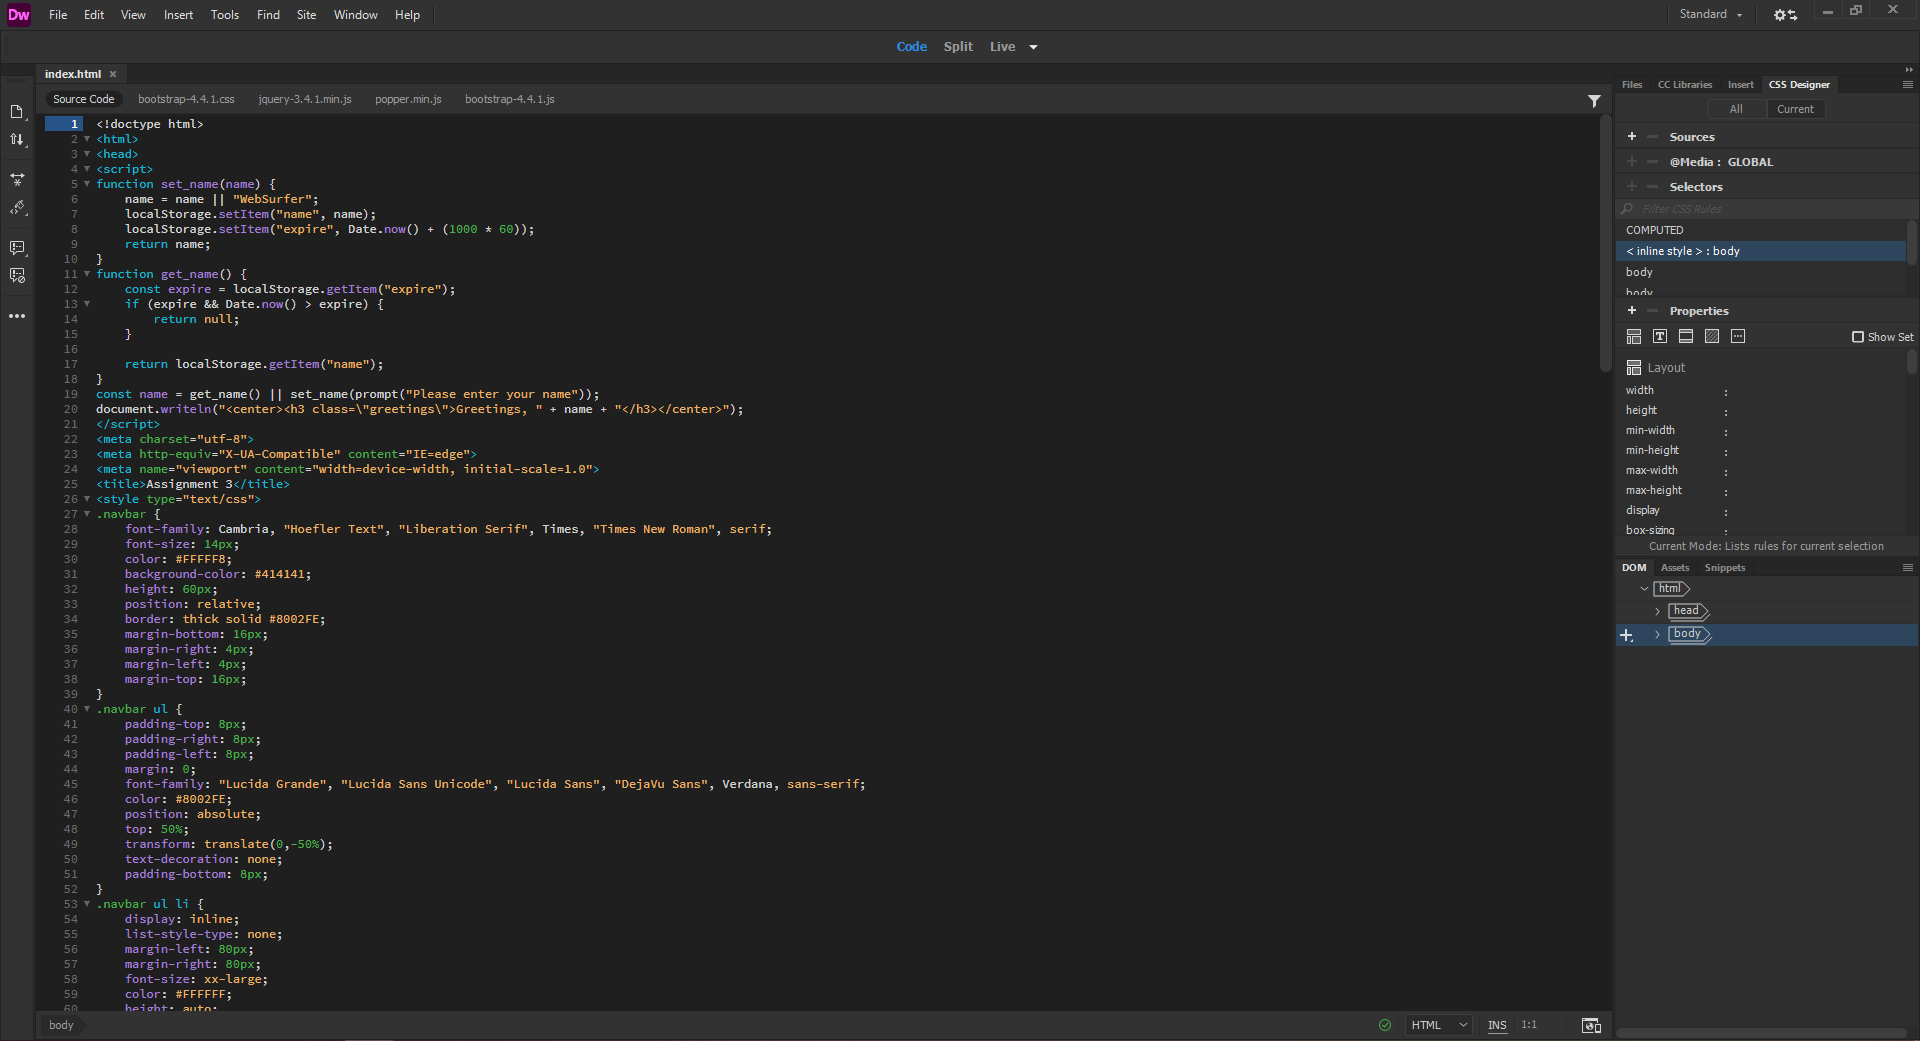 Dw File Edit View Insert Tools Find Site Window Help Standard
Code Split Live
index.html
Source Code bootstrap-4.4.1.css jquery-3.4.1.min.js popper.min.js bootstrap-4.4.1.js
1 <!doctype html>
2 <html>
3 <head>
4 <script>
5 function set_name(name) {
6 name = name || "WebSurfer";
7 localStorage.setItem("name", name);
8 localStorage.setItem("expire", Date.now() + (1000 * 60));
9 return name;
10 }
11 function get_name() {
12 const expire = localStorage.getItem("expire");
13 if (expire && Date.now() > expire) {
14 return null;
15 }
16
17 return localStorage.getItem("name");
18 }
19 const name = get_name() || set_name(prompt("Please enter your name"));
20 document.writeln("<center><h3 class=\"greetings\">Greetings, " + name + "</h3></center>");
21 </script>
22 <meta charset="utf-8">
23 <meta http-equiv="X-UA-Compatible" content="IE=edge">
24 <meta name="viewport" content="width=device-width, initial-scale=1.0">
25 <title>Assignment 3</title>
26 <style type="text/css">
27 .navbar {
28 font-family: Cambria, "Hoefler Text", "Liberation Serif", Times, "Times New Roman", serif;
29 font-size: 14px;
30 color: #FFFFF8;
31 background-color: #414141;
32 height: 60px;
33 position: relative;
34 border: thick solid #8002FE;
35 margin-bottom: 16px;
36 margin-right: 4px;
37 margin-left: 4px;
38 margin-top: 16px;
39 }
40 .navbar ul {
41 padding-top: 8px;
42 padding-right: 8px;
43 padding-left: 8px;
44 margin: 0;
45 font-family: "Lucida Grande", "Lucida Sans Unicode", "Lucida Sans", "DejaVu Sans", Verdana, sans-serif;
46 color: #8002FE;
47 position: absolute;
48 top: 50%;
49 transform: translate(0,-50%);
50 text-decoration: none;
51 padding-bottom: 8px;
52 }
53 .navbar ul li {
54 display: inline;
55 list-style-type: none;
56 margin-left: 80px;
57 margin-right: 80px;
58 font-size: xx-large;
59 color: #FFFFFF;
60 height: auto;
body HTML INS 1:1
Files CC Libraries Insert CSS Designer
All Current
Sources
@Media : GLOBAL
Selectors
Filter CSS Rules
COMPUTED
< inline style > : body
body
body
Properties
Show Set
Layout
width :
height :
min-width :
min-height :
max-width :
max-height :
display :
box-sizing :
Current Mode: Lists rules for current selection
DOM Assets Snippets
html
head
body